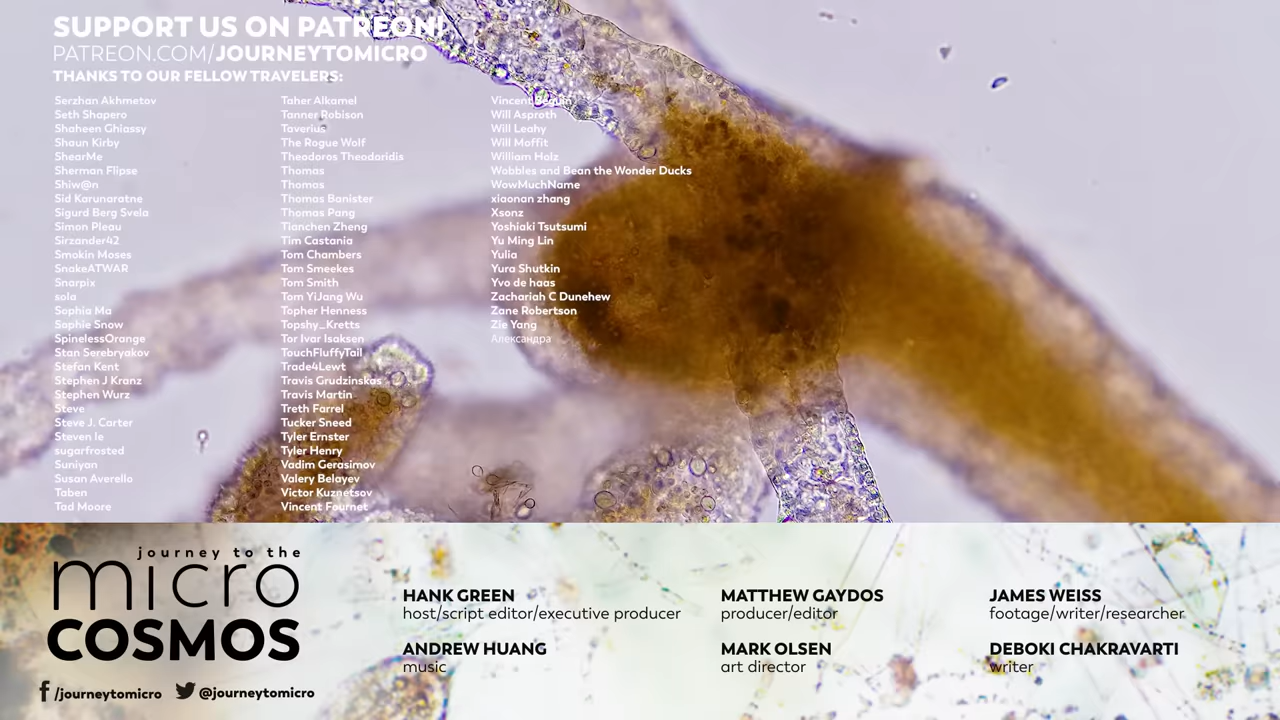 SUPPORT US ON PATREON!
PATREON.COM/JOURNEYTOMICRO
THANKS TO OUR FELLOW TRAVELERS:
Serzhan Akhmetov
Seth Shapero
Shaheen Ghiassy
Shaun Kirby
ShearMe
Sherman Flipse
Shiw@n
Sid Karunaratne
Sigurd Berg Svela
Simon Pleau
Sirzander42
Smokin Moses
SnakeATWAR
Snarpix
sola
Sophia Ma
Sophie Snow
SpinelessOrange
Stan Serebryakov
Stefan Kent
Stephen J Kranz
Stephen Wurz
Steve
Steve J. Carter
Steven le
sugarfrosted
Suniyan
Susan Averello
Taben
Tad Moore
Taher Alkamel
Tanner Robison
Taverius
The Rogue Wolf
Theodoros Theodoridis
Thomas
Thomas
Thomas Banister
Thomas Pang
Tianchen Zheng
Tim Castania
Tom Chambers
Tom Smeekes
Tom Smith
Tom YiJang Wu
Topher Henness
Topshy_Kretts
Tor Ivar Isaksen
TouchFluffyTail
Trade4Lewt
Travis Grudzinskas
Travis Martin
Treth Farrel
Tucker Sneed
Tyler Ernster
Tyler Henry
Vadim Gerasimov
Valery Belayev
Victor Kuznetsov
Vincent Fournet
Vincent
Will Asproth
Will Leahy
Will Moffit
William Holz
Wobbles and Bean the Wonder Ducks
WowMuchName
xiaonan zhang
Xsonz
Yoshiaki Tsutsumi
Yu Ming Lin
Yulia
Yura Shutkin
Yvo de haas
Zachariah C Dunehew
Zane Robertson
Zie Yang
Александра
journey to the
micro
COSMOS
/journeytomicro @journeytomicro
HANK GREEN
host/script editor/executive producer
ANDREW HUANG
music
MATTHEW GAYDOS
producer/editor
MARK OLSEN
art director
JAMES WEISS
footage/writer/researcher
DEBOKI CHAKRAVARTI
writer